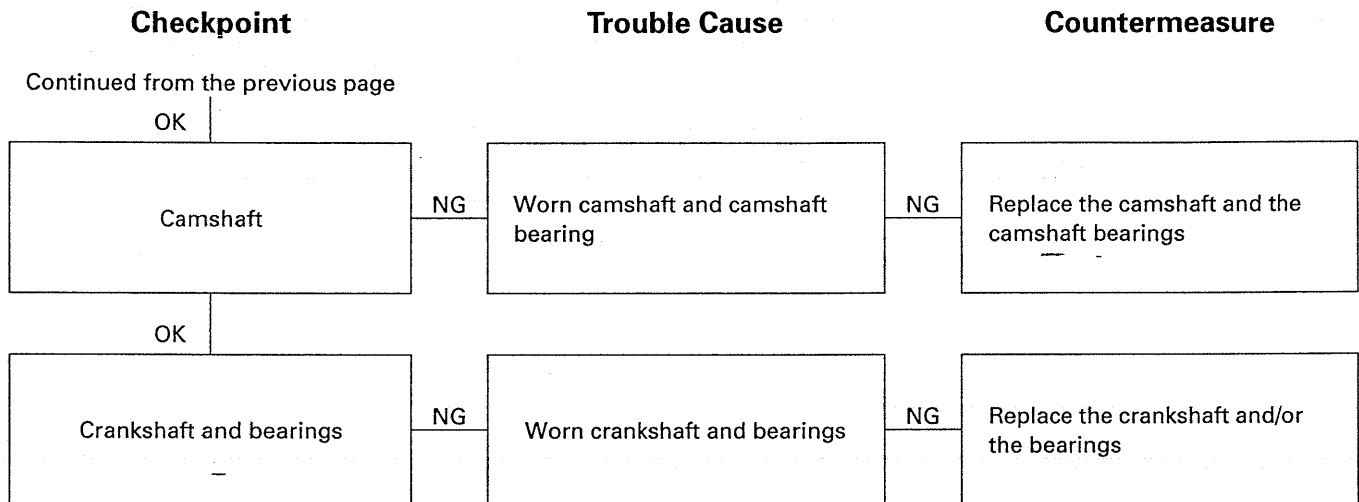 Checkpoint
Trouble Cause
Countermeasure
Continued from the previous page
OK
Camshaft
NG
Worn camshaft and camshaft
bearing
NG
Replace the camshaft and the
camshaft bearings
OK
Crankshaft and bearings
NG
Worn crankshaft and bearings
NG
Replace the crankshaft and/or
the bearings